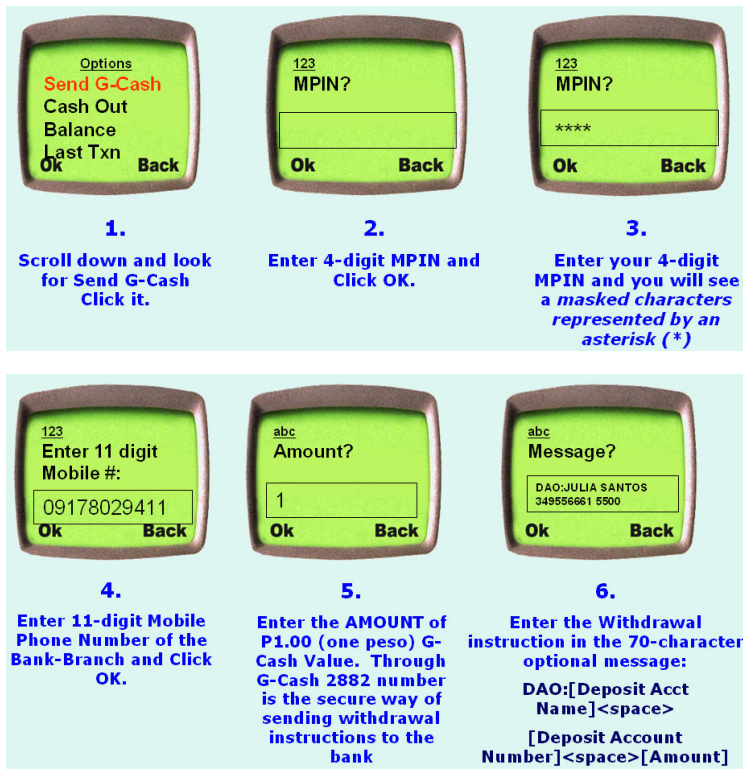 Options
Send G-Cash
Cash Out
Balance
Last Txn
Ok Back
123
MPIN?
Ok Back
123
MPIN?
****
Ok Back
1.
Scroll down and look
for Send G-Cash
Click it.
2.
Enter 4-digit MPIN and
Click OK.
3.
Enter your 4-digit
MPIN and you will see
a masked characters
represented by an
asterisk (*)
123
Enter 11 digit
Mobile #:
09178029411
Ok Back
abc
Amount?
1
Ok Back
abc
Message?
DAO:JULIA SANTOS
349556661 5500
Ok Back
4.
Enter 11-digit Mobile
Phone Number of the
Bank-Branch and Click
OK.
5.
Enter the AMOUNT of
P1.00 (one peso) G-
Cash Value. Through
G-Cash 2882 number
is the secure way of
sending withdrawal
instructions to the
bank
6.
Enter the Withdrawal
instruction in the 70-character
optional message:
DAO:[Deposit Acct
Name]<space>
[Deposit Account
Number]<space>[Amount]